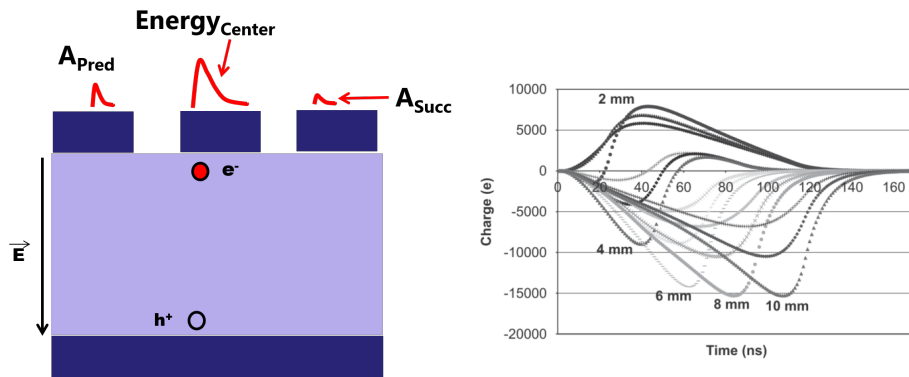 Energy_Center
A_Pred
A_Succ
e-
E
h+
10000
5000
0
-5000
-10000
-15000
-20000
Charge (e)
0 20 40 60 80 100 120 140 160
2 mm
4 mm
6 mm
8 mm
10 mm
Time (ns)